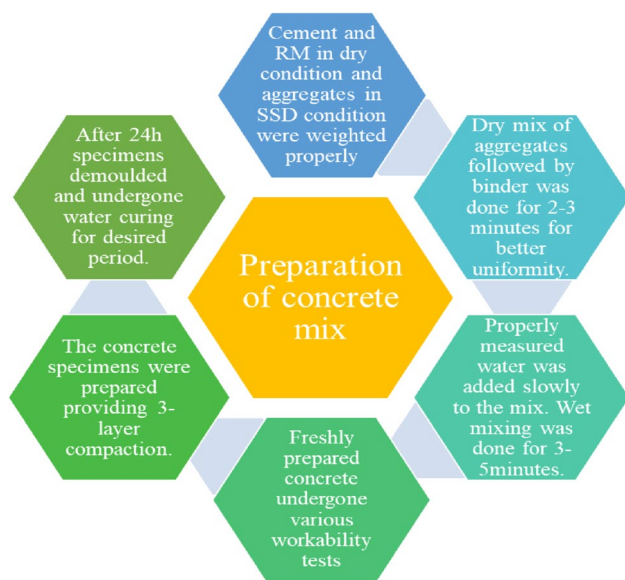 Cement and
RM in dry
condition and
aggregates in
SSD condition
were weighted
properly
Dry mix of
aggregates
followed by
binder was
done for 2-3
minutes for
better
uniformity.
Properly
measured
water was
added slowly
to the mix. Wet
mixing was
done for 3-
5minutes.
Freshly
prepared
concrete
undergone
various
workability
tests
The concrete
specimens were
prepared
providing 3-
layer
compaction.
After 24h
specimens
demoulded
and undergone
water curing
for desired
period.
Preparation
of concrete
mix